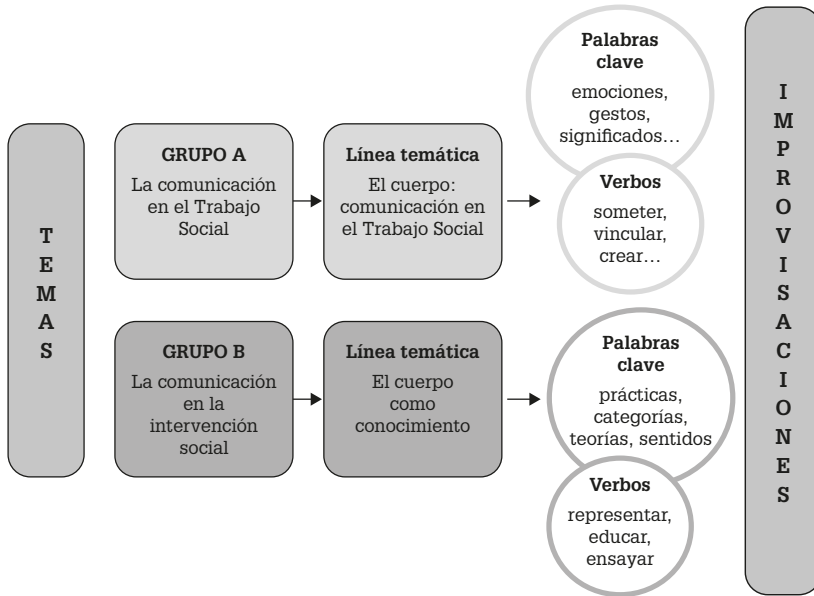 TEMAS
GRUPO A
La comunicación
en el Trabajo
Social
Línea temática
El cuerpo:
comunicación en
el Trabajo Social
Palabras
clave
emociones,
gestos,
significados…
Verbos
someter,
vincular,
crear…
GRUPO B
La comunicación
en la
intervención
social
Línea temática
El cuerpo
como
conocimiento
Palabras
clave
prácticas,
categorías,
teorías, sentidos
Verbos
representar,
educar,
ensayar
IMPROVISACIONES